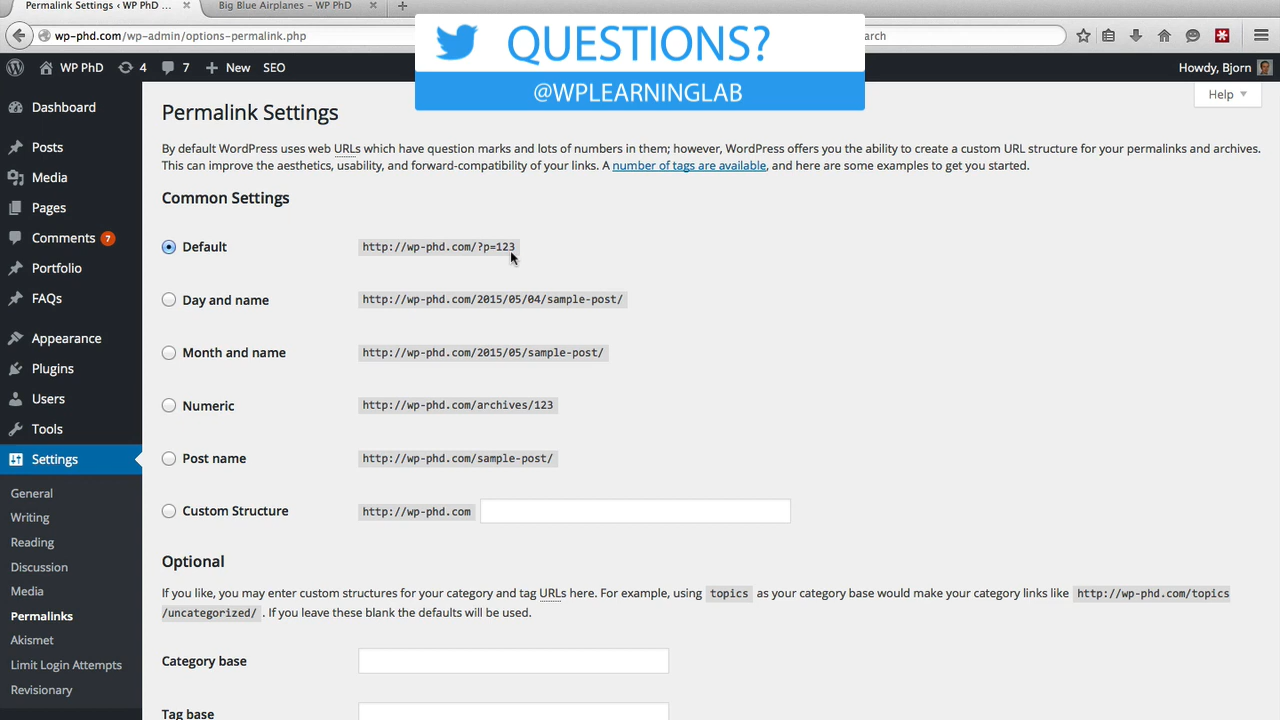 Permalink Settings ‹ WP PhD ...
Big Blue Airplanes - WP PhD
wp-phd.com/wp-admin/options-permalink.php
QUESTIONS?
@WPLEARNINGLAB
WP PhD
4
7
New
SEO
Howdy, Bjorn
Help
Dashboard
Posts
Media
Pages
Comments 7
Portfolio
FAQs
Appearance
Plugins
Users
Tools
Settings
General
Writing
Reading
Discussion
Media
Permalinks
Akismet
Limit Login Attempts
Revisionary
Permalink Settings
By default WordPress uses web URLs which have question marks and lots of numbers in them; however, WordPress offers you the ability to create a custom URL structure for your permalinks and archives.
This can improve the aesthetics, usability, and forward-compatibility of your links. A number of tags are available, and here are some examples to get you started.
Common Settings
Default http://wp-phd.com/?p=123
Day and name http://wp-phd.com/2015/05/04/sample-post/
Month and name http://wp-phd.com/2015/05/sample-post/
Numeric http://wp-phd.com/archives/123
Post name http://wp-phd.com/sample-post/
Custom Structure http://wp-phd.com
Optional
If you like, you may enter custom structures for your category and tag URLs here. For example, using topics as your category base would make your category links like http://wp-phd.com/topics
/uncategorized/ . If you leave these blank the defaults will be used.
Category base
Tag base